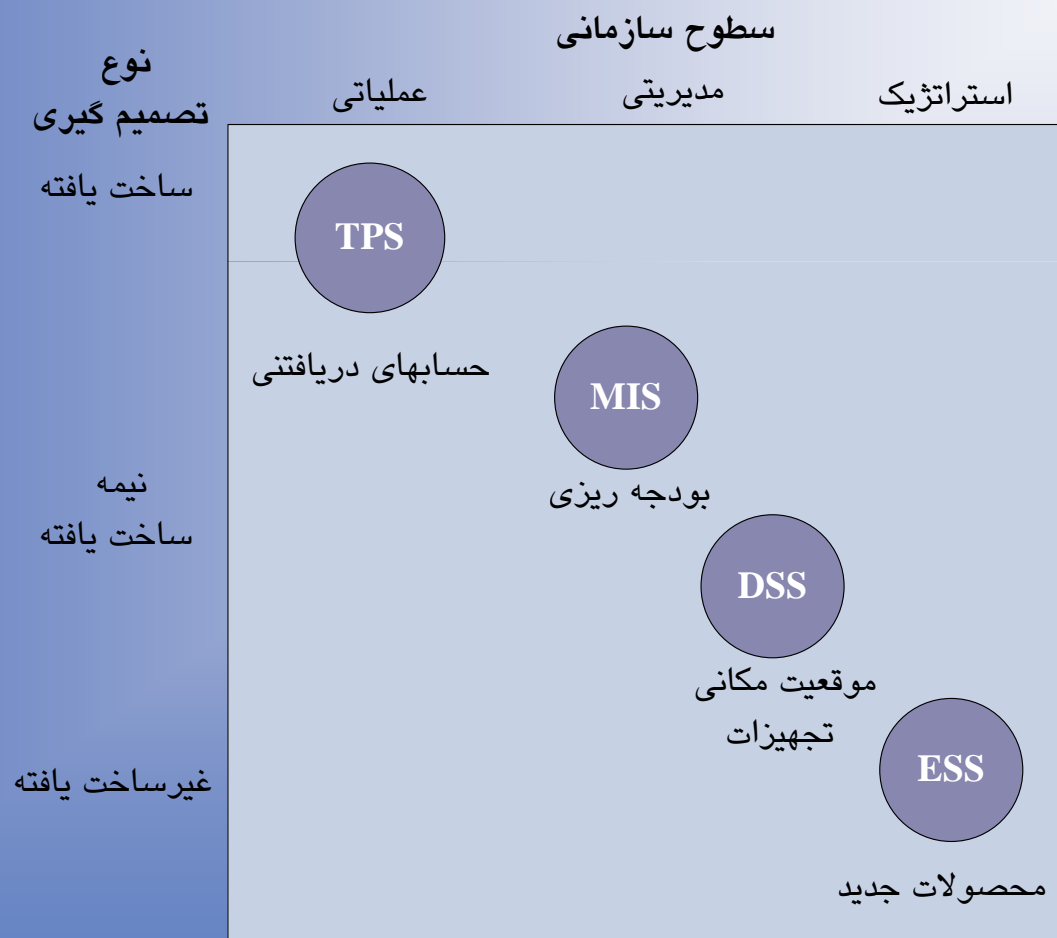 سطوح سازمانی
نوع
تصمیم گیری
استراتژیک
مدیریتی
عملیاتی
ساخت یافته
TPS
حسابهای دریافتنی
MIS
بودجه ریزی
نیمه
ساخت یافته
DSS
موقعیت مکانی
تجهیزات
غیرساخت یافته
ESS
محصولات جدید